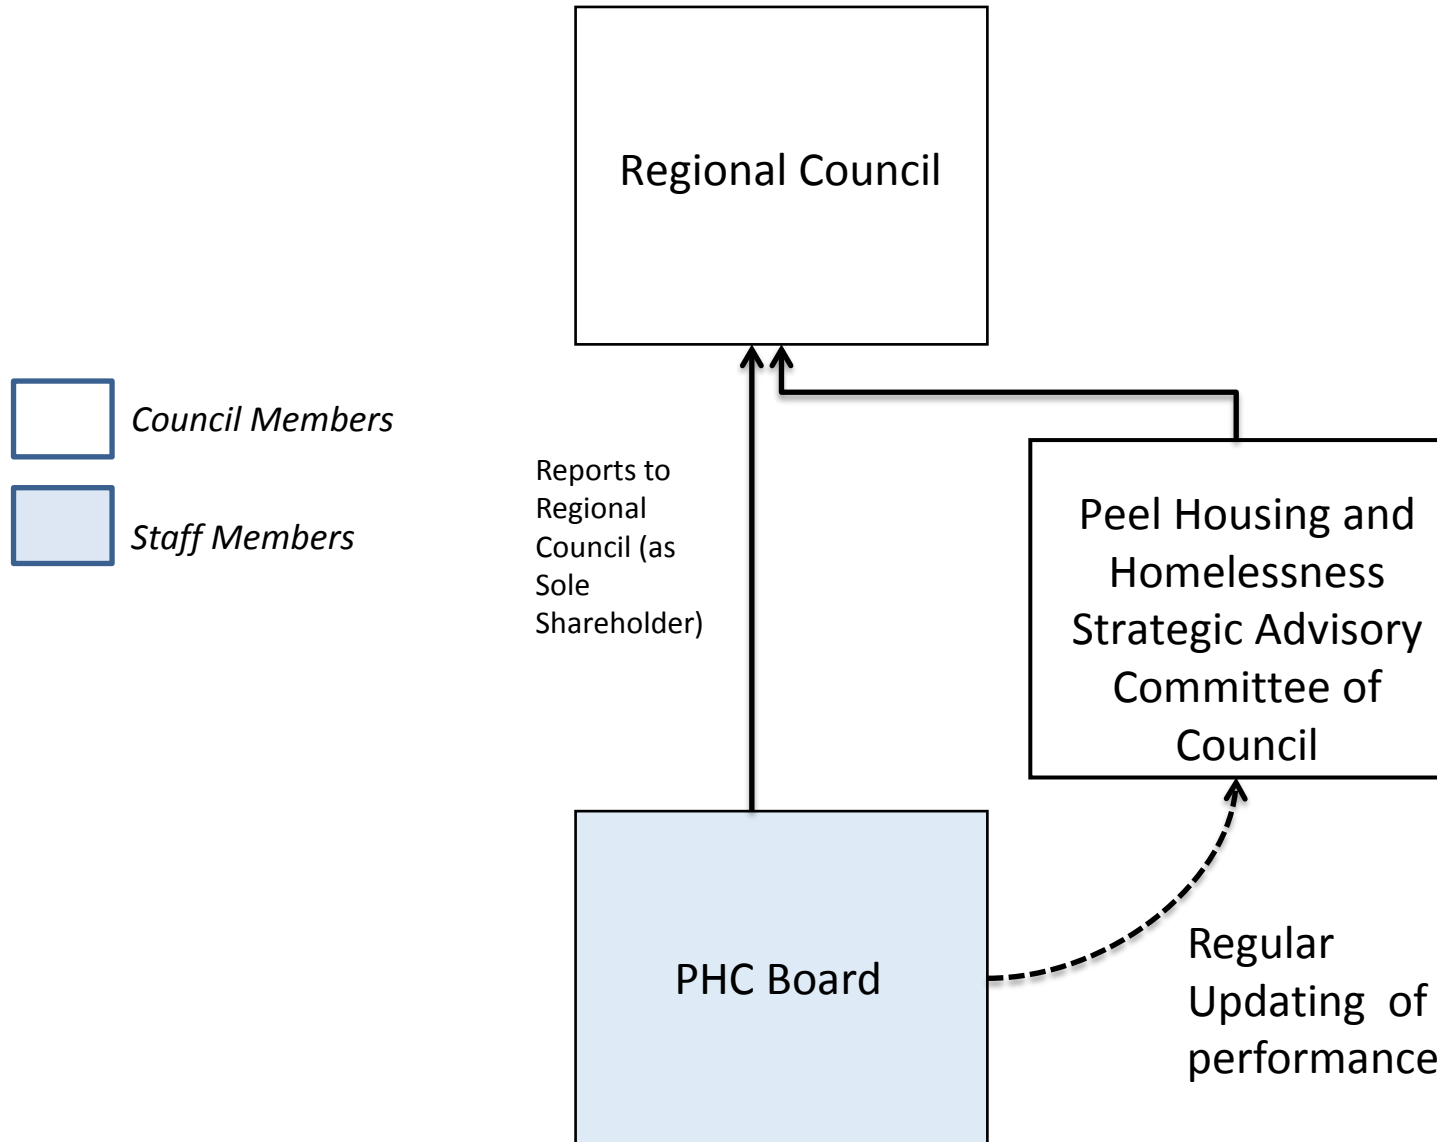 Regional Council
Council Members
Staff Members
Reports to
Regional
Council (as
Sole
Shareholder)
Peel Housing and
Homelessness
Strategic Advisory
Committee of
Council
PHC Board
Regular
Updating of
performance